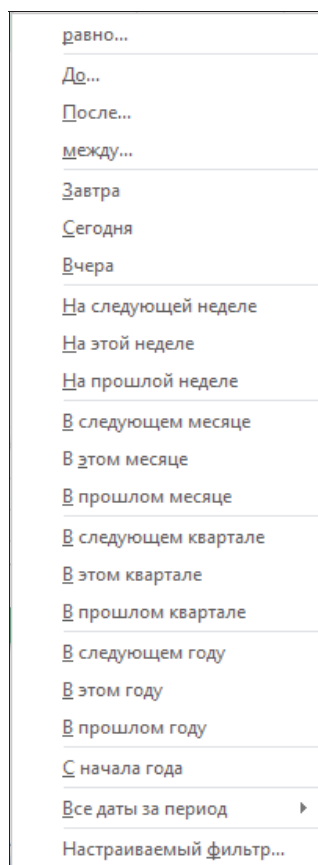 равно...
До...
После...
между...
Завтра
Сегодня
Вчера
На следующей неделе
На этой неделе
На прошлой неделе
В следующем месяце
В этом месяце
В прошлом месяце
В следующем квартале
В этом квартале
В прошлом квартале
В следующем году
В этом году
В прошлом году
С начала года
Все даты за период
Настраиваемый фильтр...